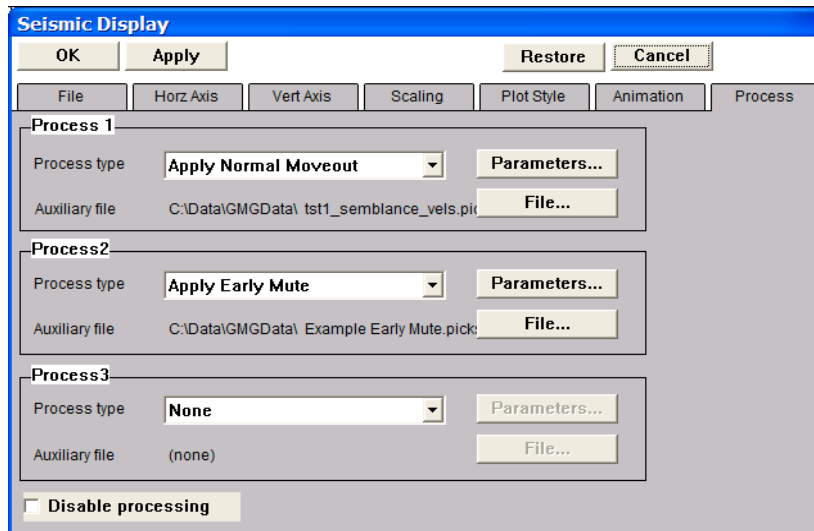 Seismic Display
OK Apply Restore Cancel
File Horz Axis Vert Axis Scaling Plot Style Animation Process
Process 1
Process type Apply Normal Moveout Parameters...
Auxiliary file C:\Data\GMGData\ tst1_semblance_vels.pic File...
Process2
Process type Apply Early Mute Parameters...
Auxiliary file C:\Data\GMGData\ Example Early Mute.picks File...
Process3
Process type None Parameters...
Auxiliary file (none) File...
Disable processing